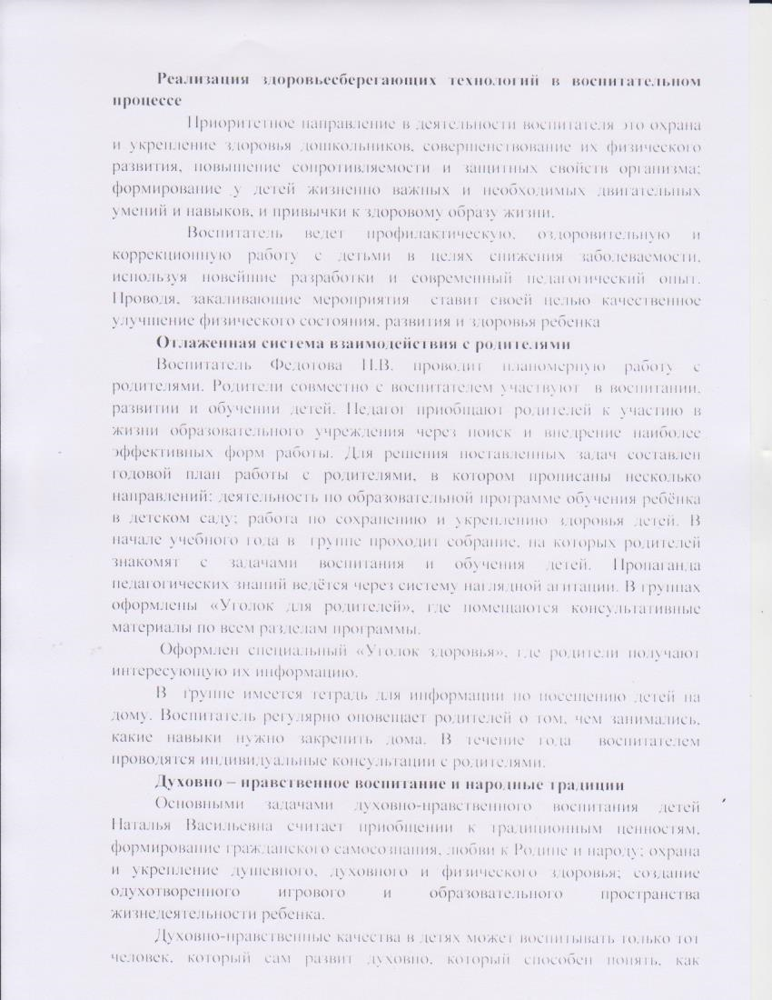 Реализация здоровьесберегающих технологий в воспитательном
процессе
Приоритетное направление в деятельности воспитателя это охрана
и укрепление здоровья дошкольников, совершенствование их физического
развития, повышение сопротивляемости и защитных свойств организма;
формирование у детей жизненно важных и необходимых двигательных
умений и навыков, и привычки к здоровому образу жизни.
Воспитатель ведет профилактическую, оздоровительную и
коррекционную работу с детьми в целях снижения заболеваемости,
используя новейшие разработки и современный педагогический опыт.
Проводя, закаливающие мероприятия ставит своей целью качественное
улучшение физического состояния, развития и здоровья ребенка
Отлаженная система взаимодействия с родителями
Воспитатель Федотова Н.В. проводит планомерную работу с
родителями. Родители совместно с воспитателем участвуют в воспитании,
развитии и обучении детей. Педагог приобщают родителей к участию в
жизни образовательного учреждения через поиск и внедрение наиболее
эффективных форм работы. Для решения поставленных задач составлен
годовой план работы с родителями, в котором прописаны несколько
направлений: деятельность по образовательной программе обучения ребёнка
в детском саду; работа по сохранению и укреплению здоровья детей. В
начале учебного года в группе проходит собрание, на которых родителей
знакомят с задачами воспитания и обучения детей. Пропаганда
педагогических знаний ведётся через систему наглядной агитации. В группах
оформлены «Уголок для родителей», где помещаются консультативные
материалы по всем разделам программы.
Оформлен специальный «Уголок здоровья», где родители получают
интересующую их информацию.
В группе имеется тетрадь для информации по посещению детей на
дому. Воспитатель регулярно оповещает родителей о том, чем занимались,
какие навыки нужно закрепить дома. В течение года воспитателем
проводятся индивидуальные консультации с родителями.
Духовно – нравственное воспитание и народные традиции
Основными задачами духовно-нравственного воспитания детей
Наталья Васильевна считает приобщении к традиционным ценностям,
формирование гражданского самосознания, любви к Родине и народу; охрана
и укрепление душевного, духовного и физического здоровья; создание
одухотворенного игрового и образовательного пространства
жизнедеятельности ребенка.
Духовно-нравственные качества в детях может воспитывать только тот
человек, который сам развит духовно, который способен понять, как